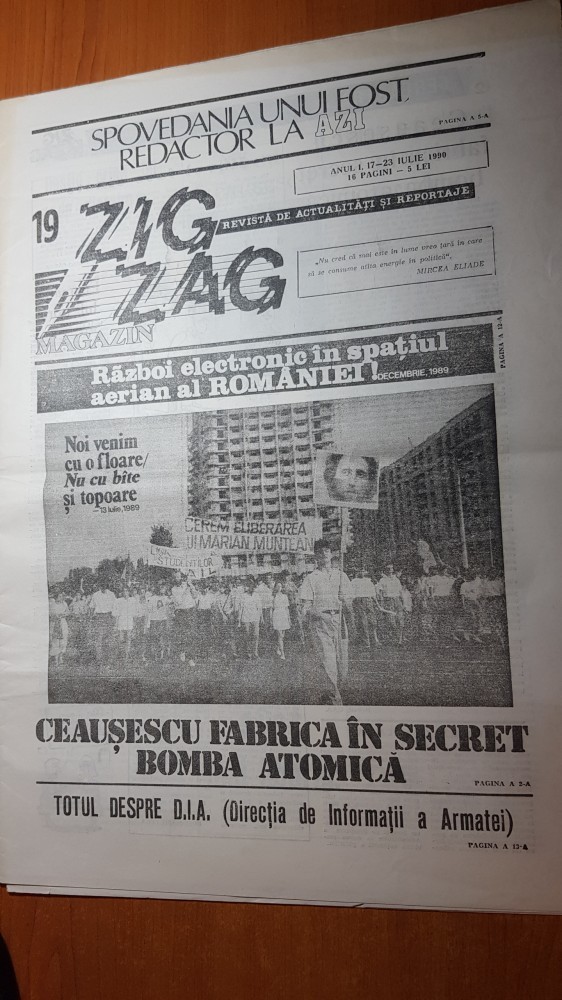 SPOVEDANIA UNUI FOST
REDACTOR LA AZI
PAGINA A 5-A
ANUL I, 17—23 IULIE 1990
16 PAGINI — 5 LEI
19
ZIG
ZAG
MAGAZIN
REVISTĂ DE ACTUALITĂȚI ȘI REPORTAJE
„Nu cred că mai este în lume vreo țară în care
să se consume atîta energie în politică".
MIRCEA ELIADE
Război electronic în spațiul
aerian al ROMÂNIEI!
DECEMBRIE, 1989
PAGINA A 12-A
Noi venim
cu o floare/
Nu cu bîte
și topoare
—13 iulie, 1989
CEREM ELIBERAREA
LUI MARIAN MUNTEAN
LIGA
STUDENȚILOR
CEAUȘESCU FABRICA ÎN SECRET
BOMBA ATOMICĂ
PAGINA A 2-A
TOTUL DESPRE D.I.A. (Direcția de Informații a Armatei)
PAGINA A 13-A